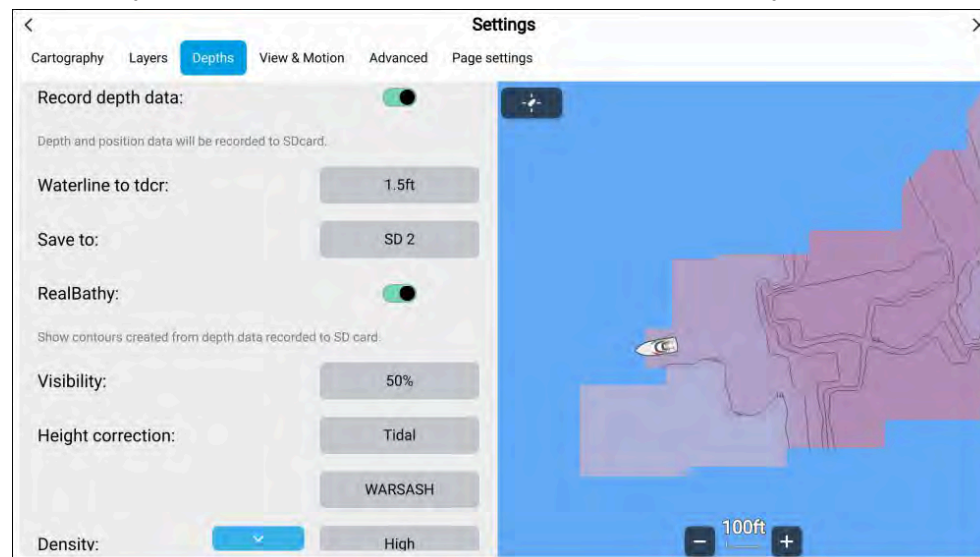 Settings
Cartography Layers Depths View & Motion Advanced Page settings
Record depth data:
Depth and position data will be recorded to SDcard.
Waterline to tdcr: 1.5ft
Save to: SD 2
RealBathy:
Show contours created from depth data recorded to SD card.
Visibility: 50%
Height correction: Tidal
WARSASH
Density: High
100ft